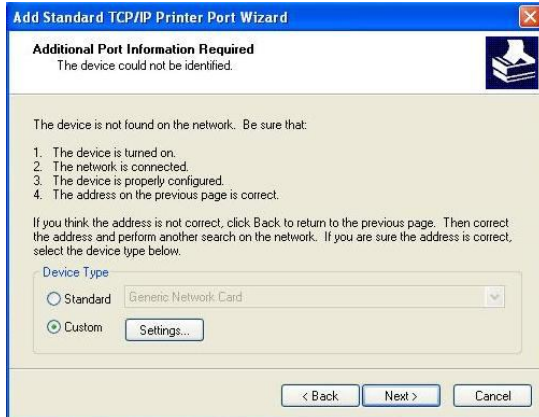 Add Standard TCP/IP Printer Port Wizard
Additional Port Information Required
The device could not be identified.
The device is not found on the network. Be sure that:
1. The device is turned on.
2. The network is connected.
3. The device is properly configured.
4. The address on the previous page is correct.
If you think the address is not correct, click Back to return to the previous page. Then correct
the address and perform another search on the network. If you are sure the address is correct,
select the device type below.
Device Type
Standard Generic Network Card
Custom Settings...
< Back Next > Cancel